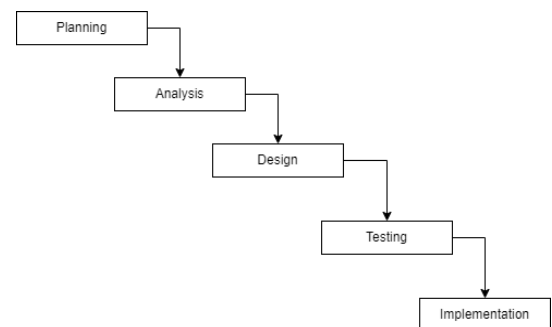 Planning
Analysis
Design
Testing
Implementation